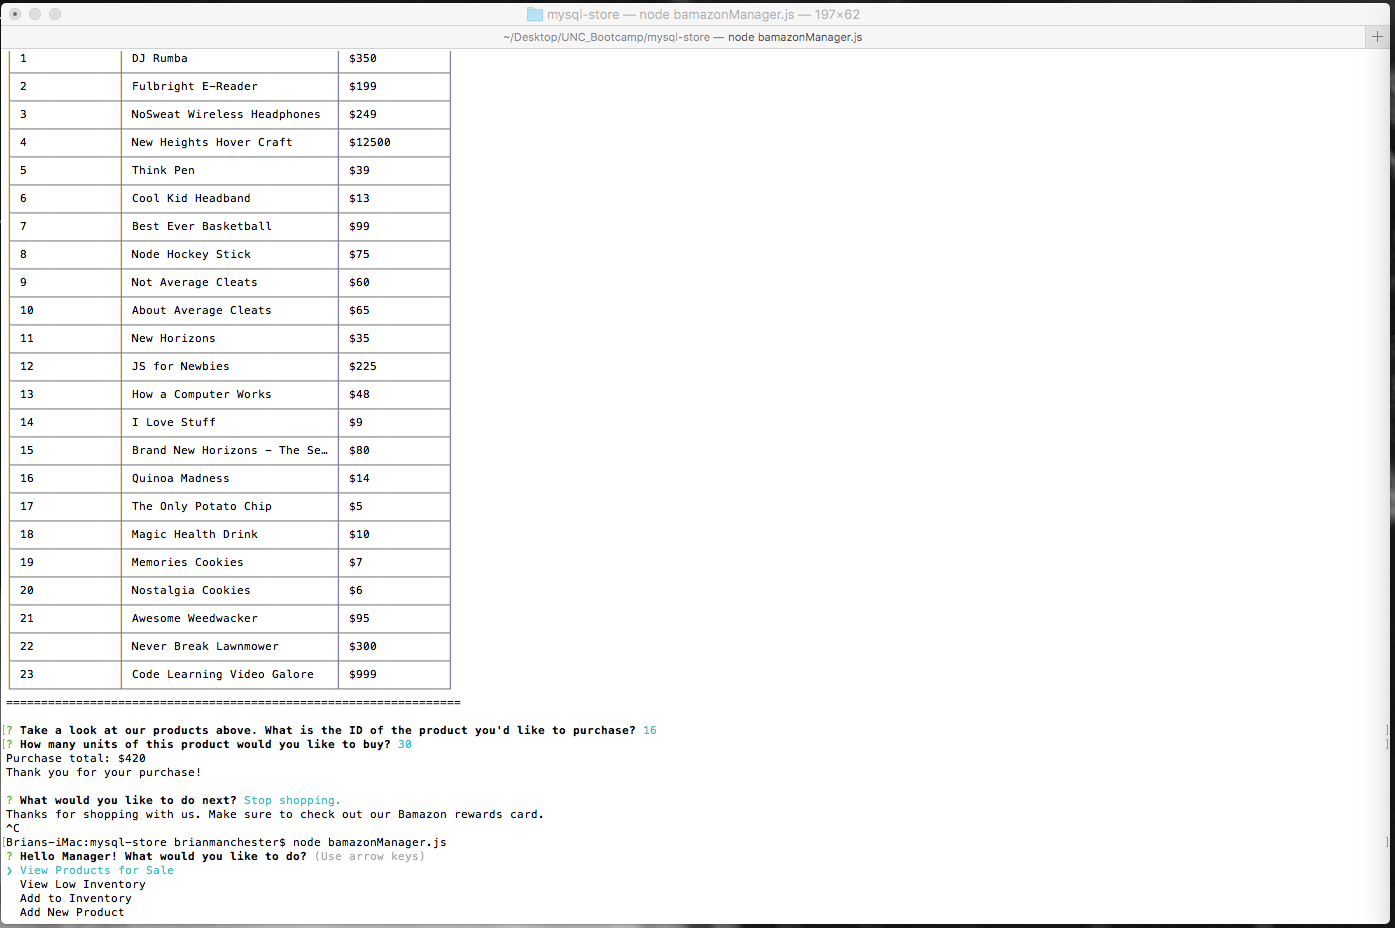 mysql-store — node bamazonManager.js — 197×62
~/Desktop/UNC_Bootcamp/mysql-store — node bamazonManager.js +
1 DJ Rumba $350
2 Fulbright E-Reader $199
3 NoSweat Wireless Headphones $249
4 New Heights Hover Craft $12500
5 Think Pen $39
6 Cool Kid Headband $13
7 Best Ever Basketball $99
8 Node Hockey Stick $75
9 Not Average Cleats $60
10 About Average Cleats $65
11 New Horizons $35
12 JS for Newbies $225
13 How a Computer Works $48
14 I Love Stuff $9
15 Brand New Horizons - The Se… $80
16 Quinoa Madness $14
17 The Only Potato Chip $5
18 Magic Health Drink $10
19 Memories Cookies $7
20 Nostalgia Cookies $6
21 Awesome Weedwacker $95
22 Never Break Lawnmower $300
23 Code Learning Video Galore $999
=================================================================
[? Take a look at our products above. What is the ID of the product you'd like to purchase? 16 ]
[? How many units of this product would you like to buy? 30 ]
Purchase total: $420
Thank you for your purchase!
? What would you like to do next? Stop shopping.
Thanks for shopping with us. Make sure to check out our Bamazon rewards card.
^C
[Brians-iMac:mysql-store brianmanchester$ node bamazonManager.js ]
? Hello Manager! What would you like to do? (Use arrow keys)
❯ View Products for Sale
View Low Inventory
Add to Inventory
Add New Product